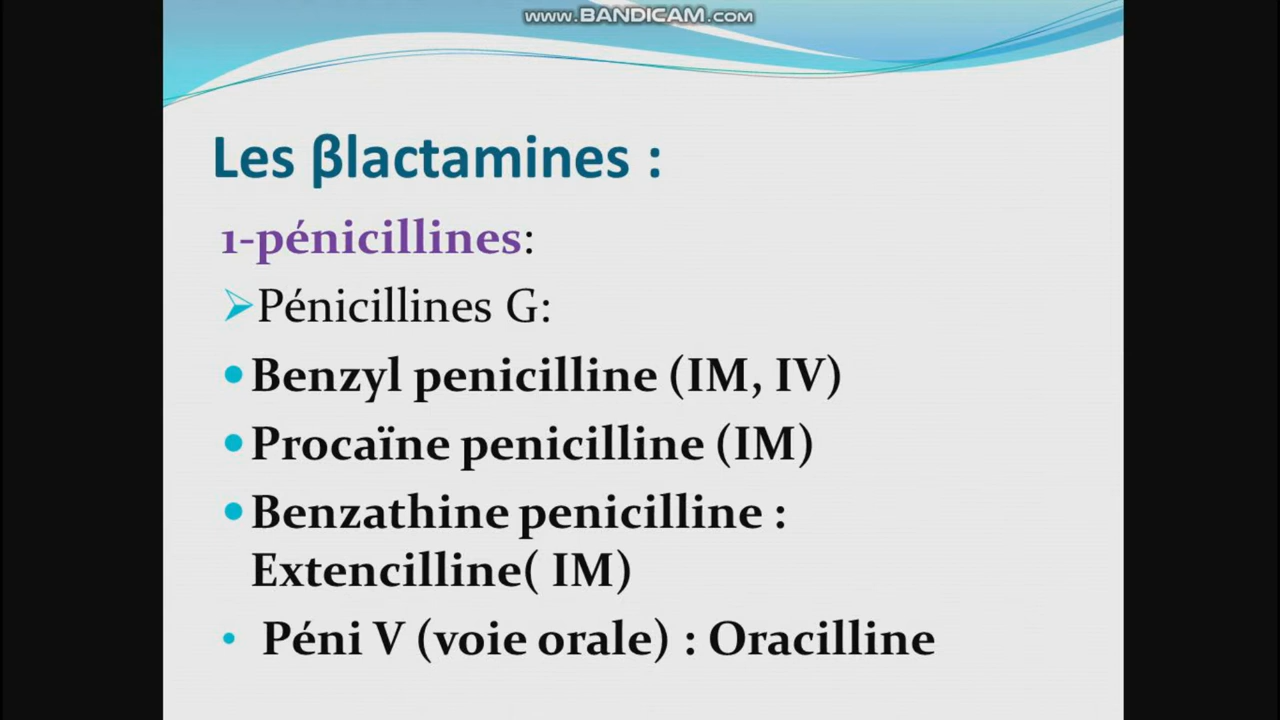 www.BANDICAM.com
Les βlactamines :
1-pénicillines:
Pénicillines G:
Benzyl penicilline (IM, IV)
Procaïne penicilline (IM)
Benzathine penicilline :
Extencilline( IM)
Péni V (voie orale) : Oracilline